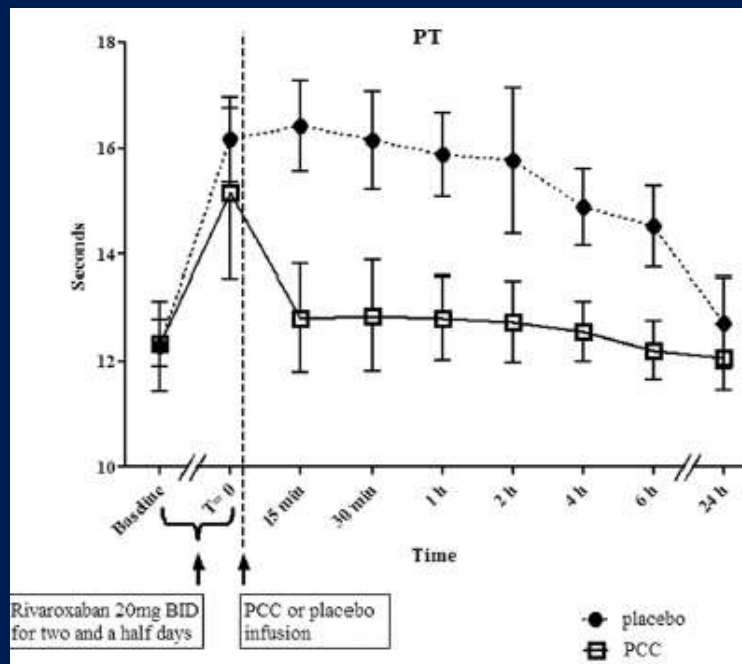 PT
18
16
14
12
10
Seconds
Baseline
T= 0
15 min
30 min
1 h
2 h
4 h
6 h
24 h
Time
Rivaroxaban 20mg BID
for two and a half days
PCC or placebo
infusion
placebo
PCC